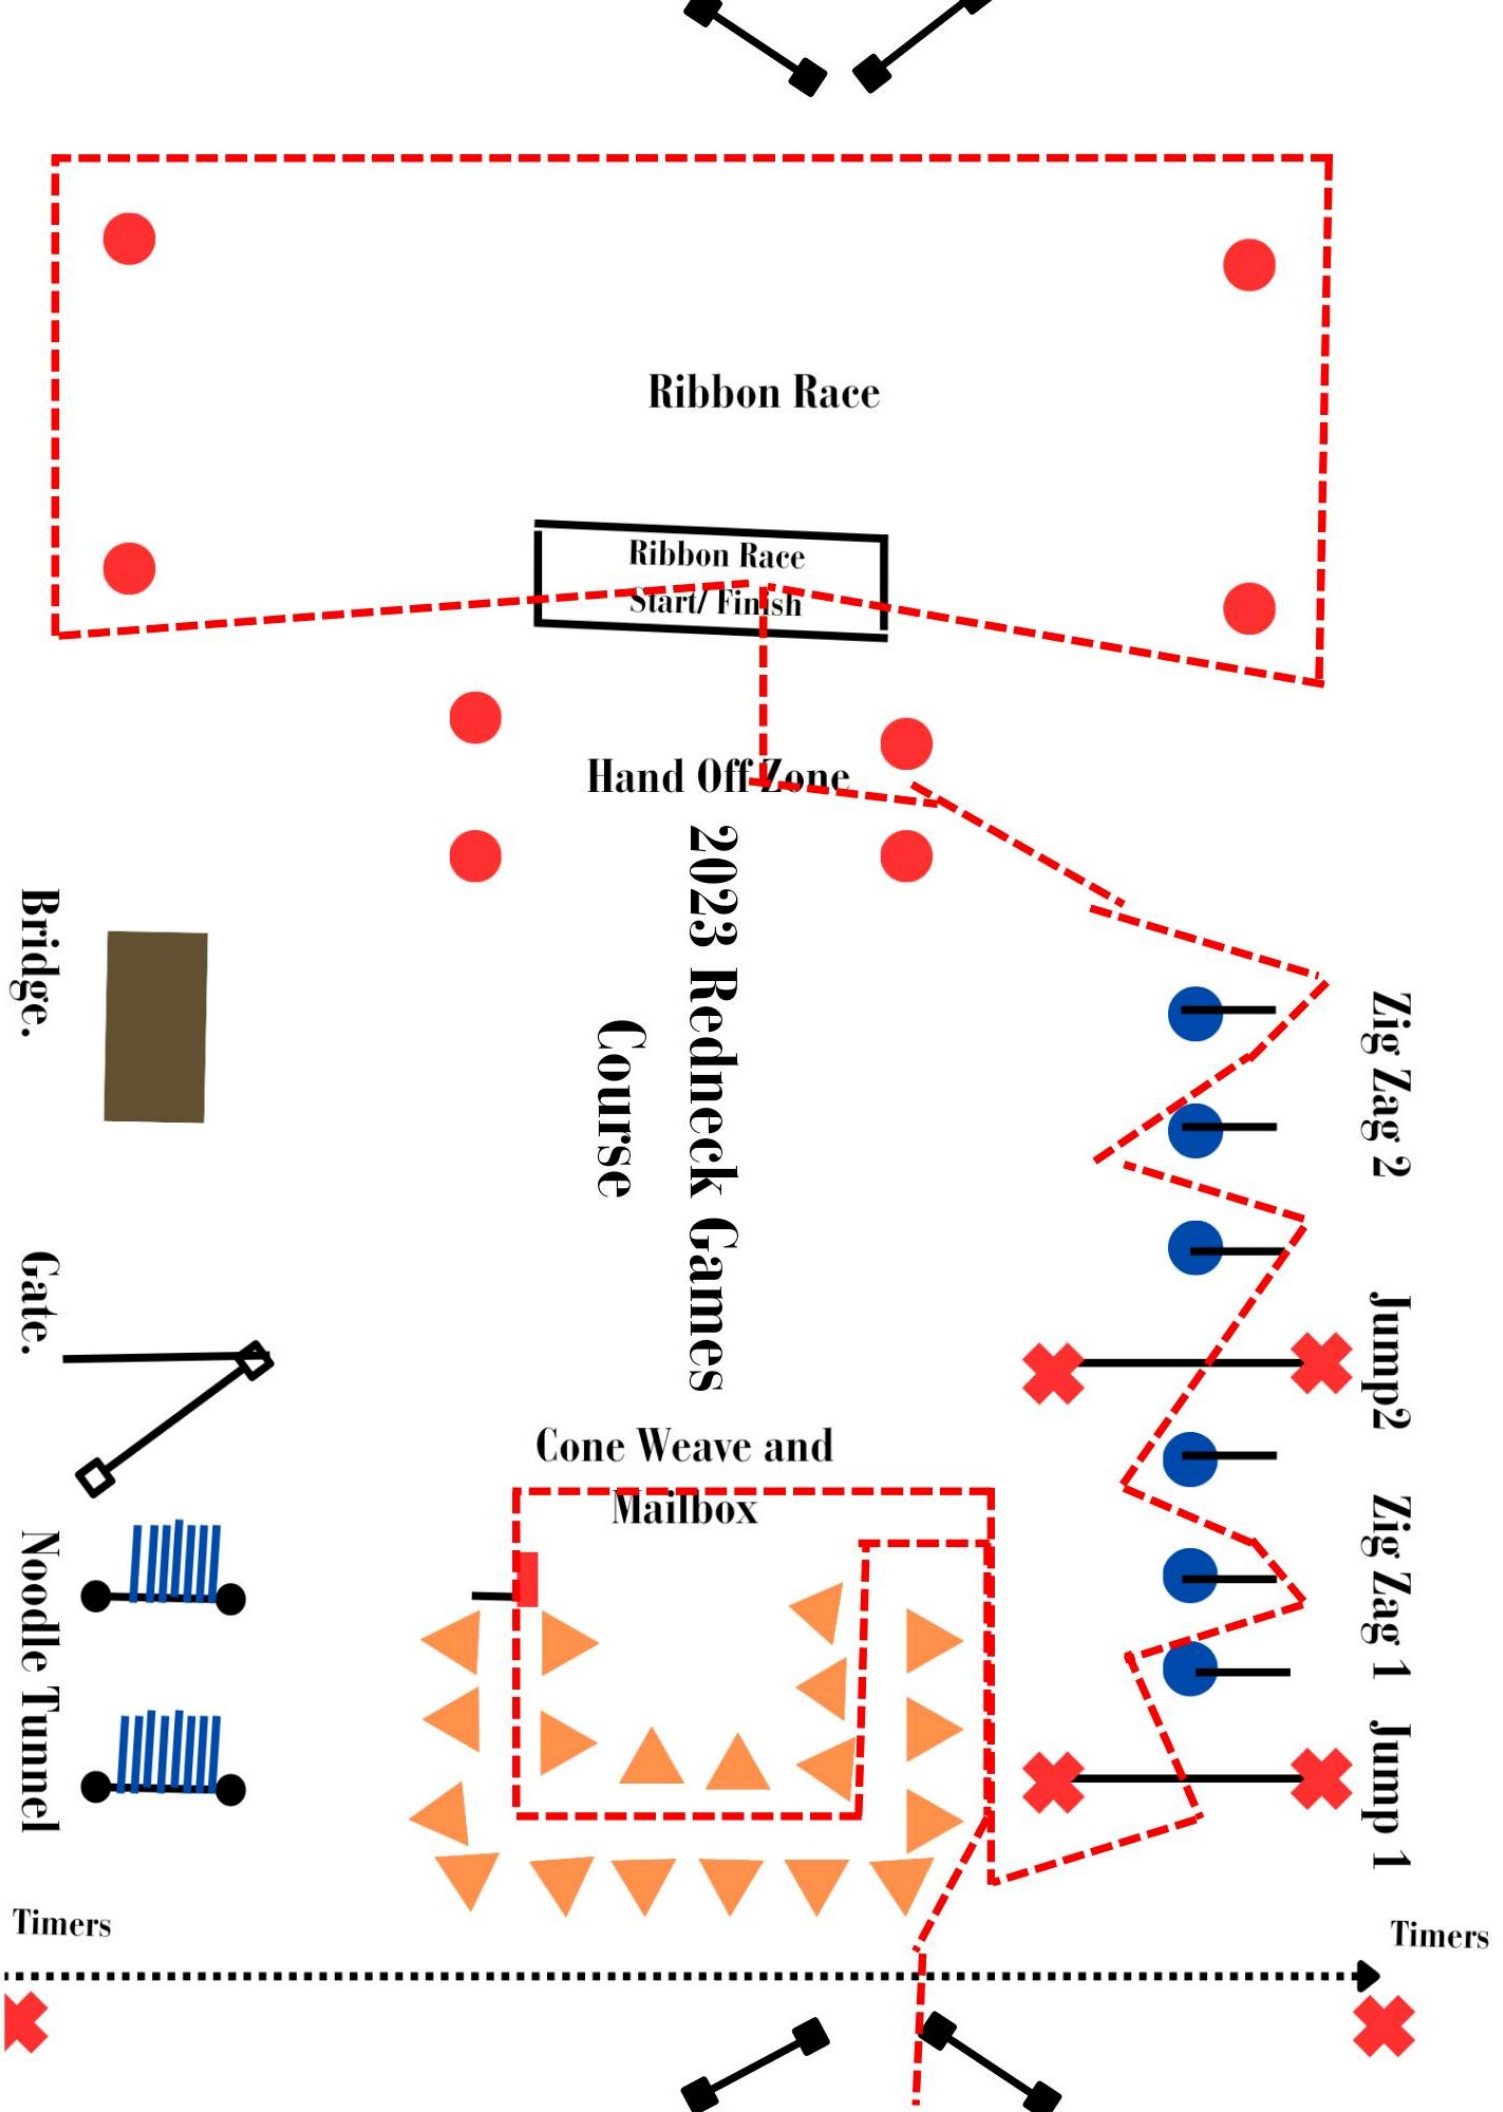 Ribbon Race
Ribbon Race
Start/ Finish
Hand Off Zone
2023 Redneck Games
Course
Bridge.
Gate.
Noodle Tunnel
Zig Zag 2
Jump2
Zig Zag 1
Jump 1
Cone Weave and
Mailbox
Timers
Timers